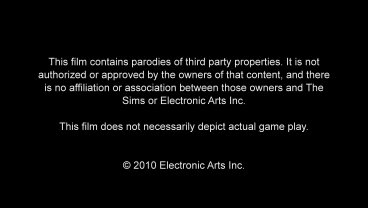 This film contains parodies of third party properties. It is not
authorized or approved by the owners of that content, and there
is no affiliation or association between those owners and The
Sims or Electronic Arts Inc.
This film does not necessarily depict actual game play.
© 2010 Electronic Arts Inc.